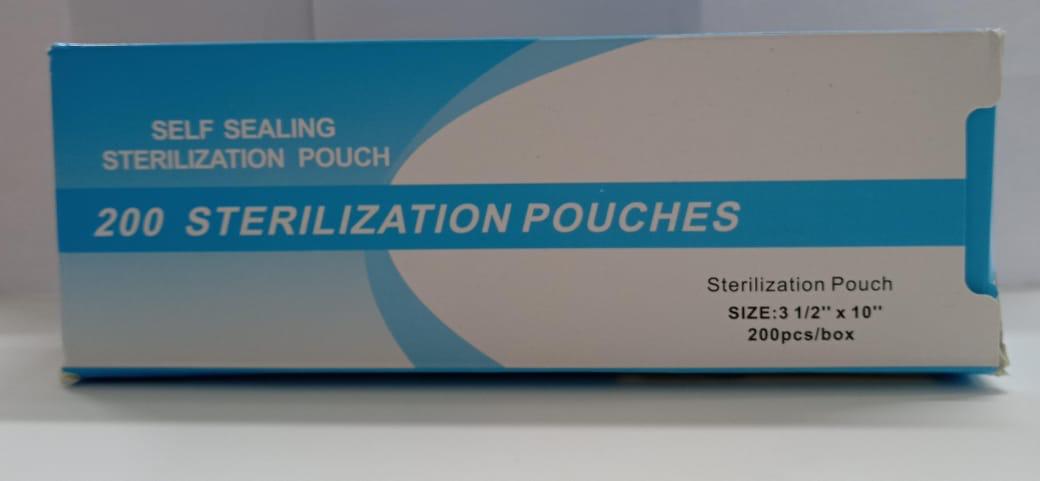 SELF SEALING
STERILIZATION POUCH
200 STERILIZATION POUCHES
Sterilization Pouch
SIZE:3 1/2" x 10"
200pcs/box